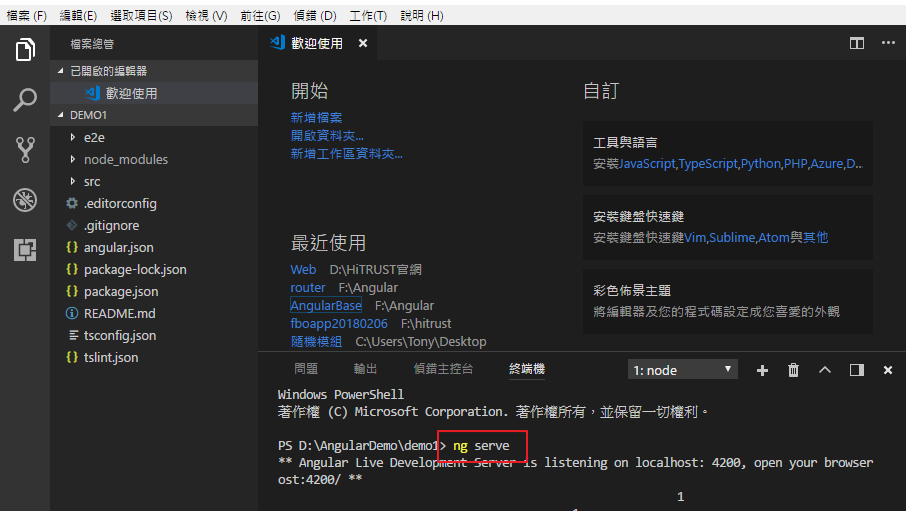 檔案 (F) 編輯(E) 選取項目(S) 檢視 (V) 前往(G) 偵錯 (D) 工作(T) 說明 (H)
檔案總管
歡迎使用
已開啟的編輯器
歡迎使用
DEMO1
e2e
node_modules
src
.editorconfig
.gitignore
angular.json
package-lock.json
package.json
README.md
tsconfig.json
tslint.json
開始
新增檔案
開啟資料夾...
新增工作區資料夾...
最近使用
Web D:\HiTRUST官網
router F:\Angular
AngularBase F:\Angular
fboapp20180206 F:\hitrust
隨機模組 C:\Users\Tony\Desktop
自訂
工具與語言
安裝JavaScript,TypeScript,Python,PHP,Azure,D...
安裝鍵盤快速鍵
安裝鍵盤快速鍵Vim,Sublime,Atom與其他
彩色佈景主題
將編輯器及您的程式碼設定成您喜愛的外觀
問題 輸出 偵錯主控台 終端機 1: node
Windows PowerShell
著作權 (C) Microsoft Corporation. 著作權所有，並保留一切權利。
PS D:\AngularDemo\demo1> ng serve
** Angular Live Development Server is listening on localhost: 4200, open your browser
ost:4200/ **
1